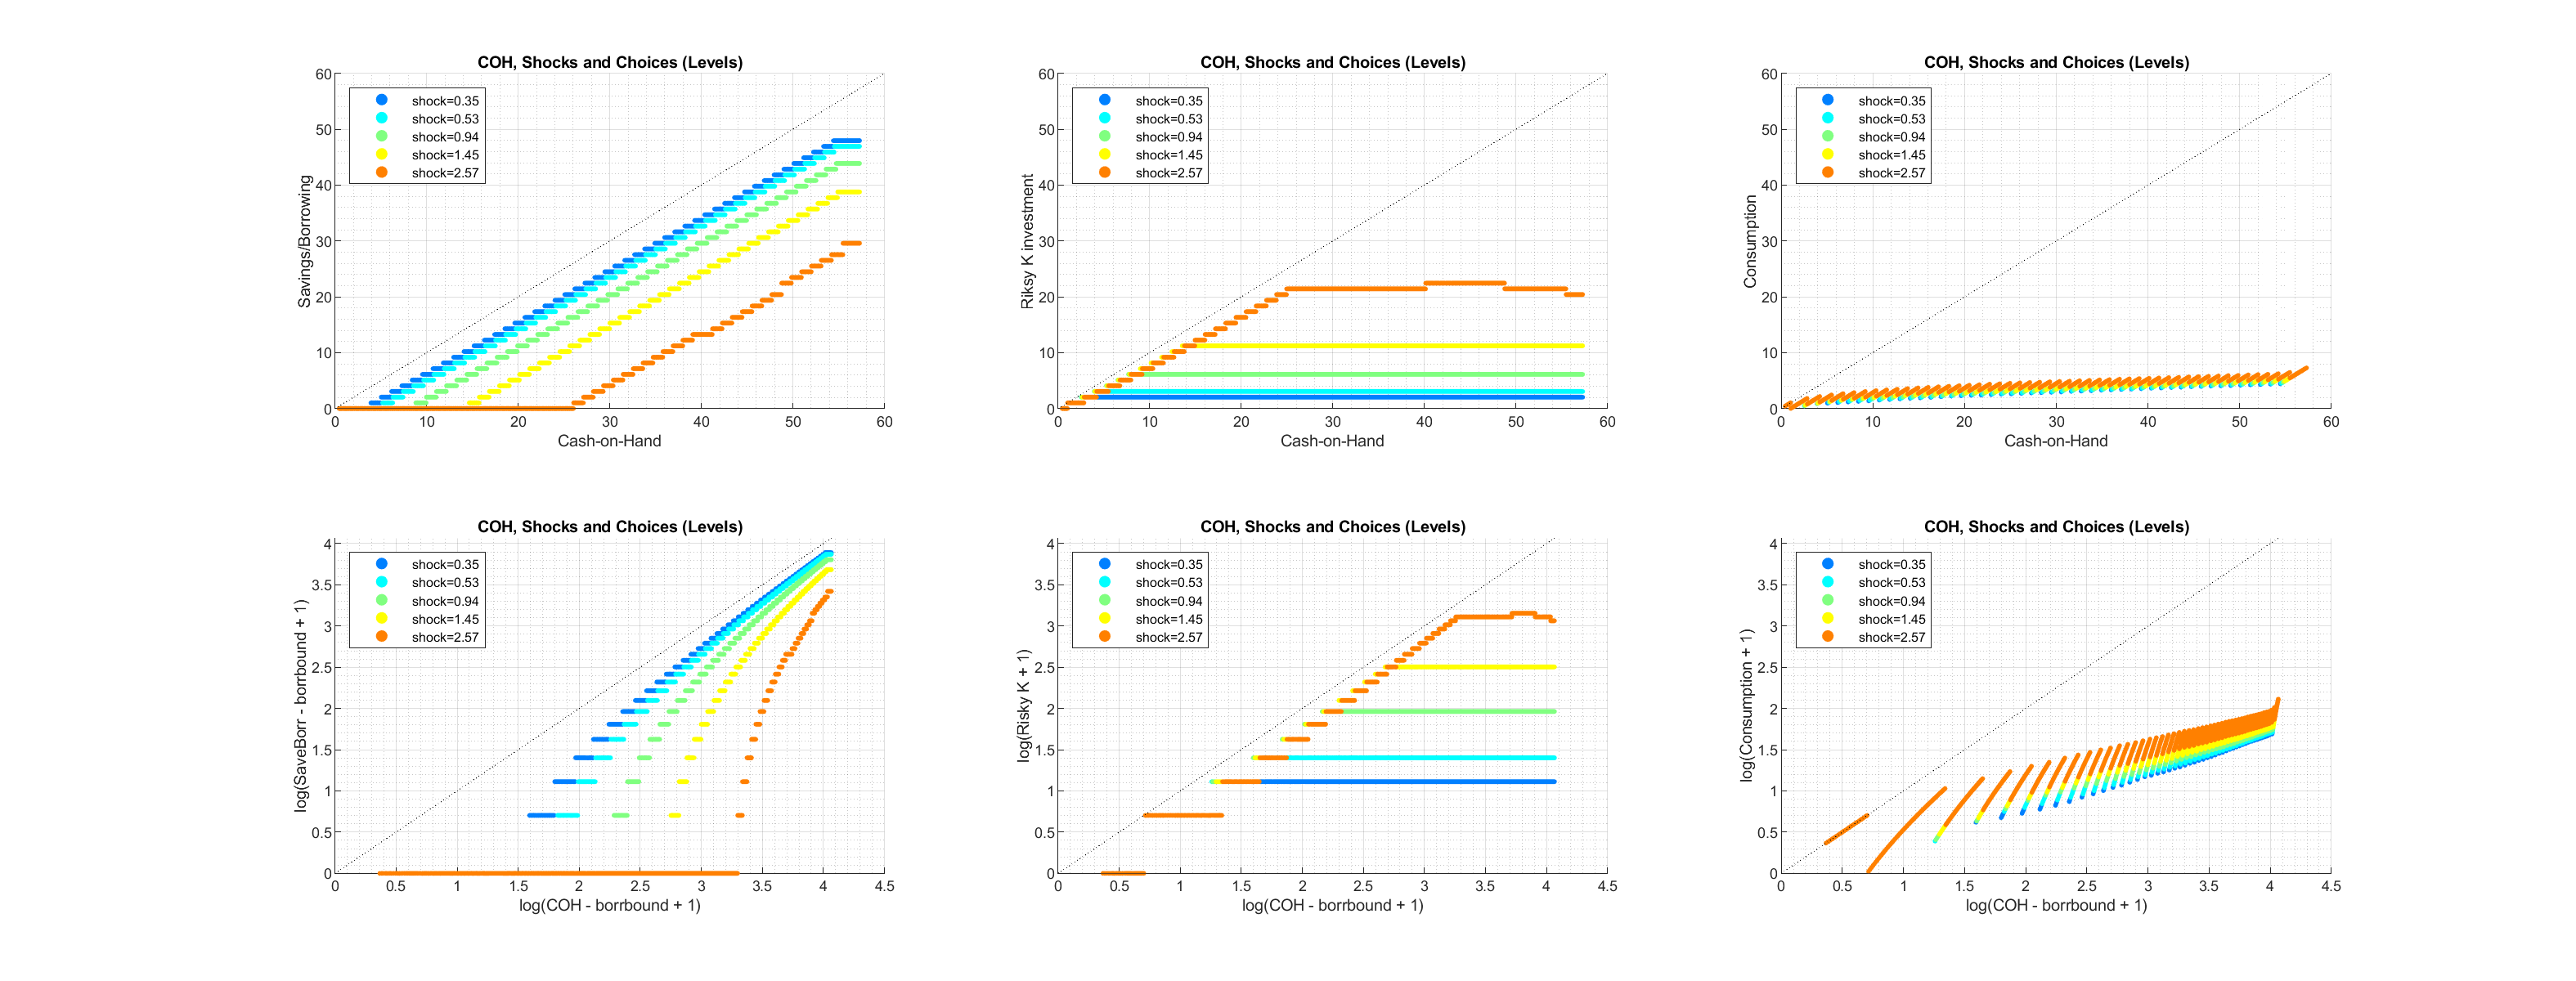 COH, Shocks and Choices (Levels)
60
50
40
30
20
10
0
Savings/Borrowing
shock=0.35
shock=0.53
shock=0.94
shock=1.45
shock=2.57
0 10 20 30 40 50 60
Cash-on-Hand
COH, Shocks and Choices (Levels)
60
50
40
30
20
10
0
Riksy K investment
shock=0.35
shock=0.53
shock=0.94
shock=1.45
shock=2.57
0 10 20 30 40 50 60
Cash-on-Hand
COH, Shocks and Choices (Levels)
60
50
40
30
20
10
0
Consumption
shock=0.35
shock=0.53
shock=0.94
shock=1.45
shock=2.57
0 10 20 30 40 50 60
Cash-on-Hand
COH, Shocks and Choices (Levels)
4
3.5
3
2.5
2
1.5
1
0.5
0
log(SaveBorr - borrbound + 1)
shock=0.35
shock=0.53
shock=0.94
shock=1.45
shock=2.57
0 0.5 1 1.5 2 2.5 3 3.5 4 4.5
log(COH - borrbound + 1)
COH, Shocks and Choices (Levels)
4
3.5
3
2.5
2
1.5
1
0.5
0
log(Risky K + 1)
shock=0.35
shock=0.53
shock=0.94
shock=1.45
shock=2.57
0 0.5 1 1.5 2 2.5 3 3.5 4 4.5
log(COH - borrbound + 1)
COH, Shocks and Choices (Levels)
4
3.5
3
2.5
2
1.5
1
0.5
0
log(Consumption + 1)
shock=0.35
shock=0.53
shock=0.94
shock=1.45
shock=2.57
0 0.5 1 1.5 2 2.5 3 3.5 4 4.5
log(COH - borrbound + 1)